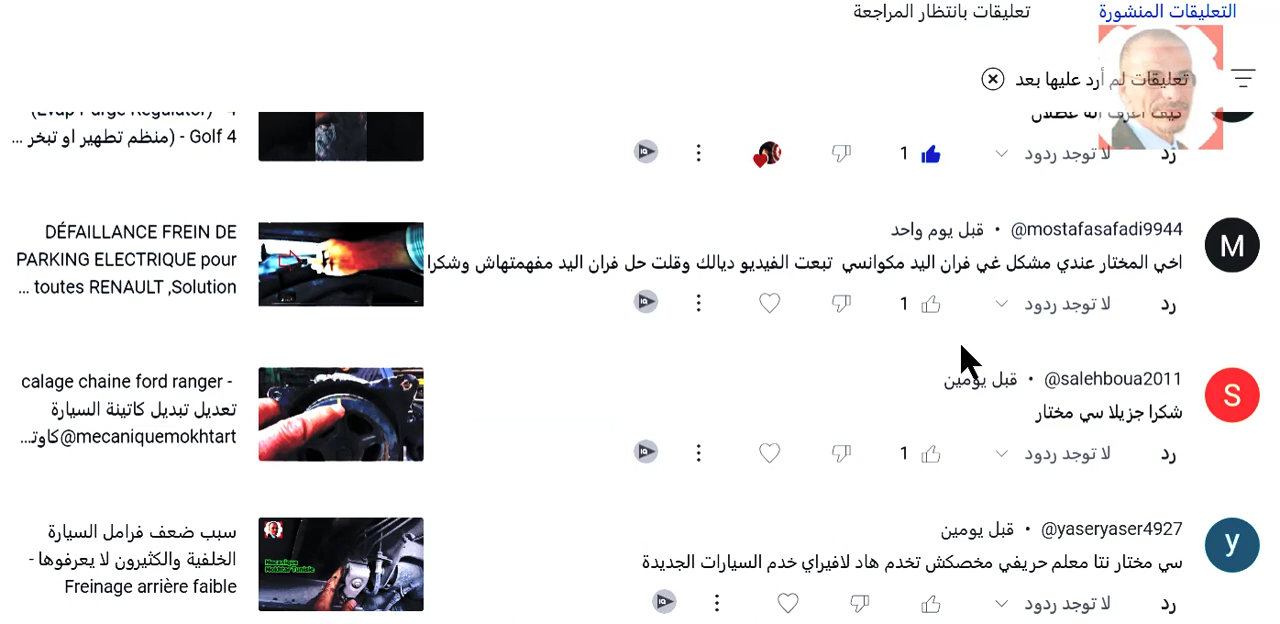 التعليقات المنشورة
تعليقات بانتظار المراجعة
تعليقات لم أرد عليها بعد
رد
لا توجد ردود
1
(Evap Purge Regulator) - 4
Golf 4 - (منظم تطهير او تبخر ...
@mostafasafadi9944 • قبل يوم واحد
اخي المختار عندي مشكل غي فران اليد مكوانسي تبعت الفيديو ديالك وقلت حل فران اليد مفهمتهاش وشكرا
رد
لا توجد ردود
1
DÉFAILLANCE FREIN DE
PARKING ELECTRIQUE pour
toutes RENAULT ,Solution ...
@salehboua2011 • قبل يومين
شكرا جزيلا سي مختار
رد
لا توجد ردود
1
calage chaine ford ranger -
تعديل تبديل كاتينة السيارة
@mecaniquemokhtart كاوتـ...
@yaseryaser4927 • قبل يومين
سي مختار نتا معلم حريفي مخصكش تخدم هاد لافيراي خدم السيارات الجديدة
رد
لا توجد ردود
سبب ضعف فرامل السيارة
الخلفية والكثيرون لا يعرفوها -
Freinage arrière faible
M
S
y